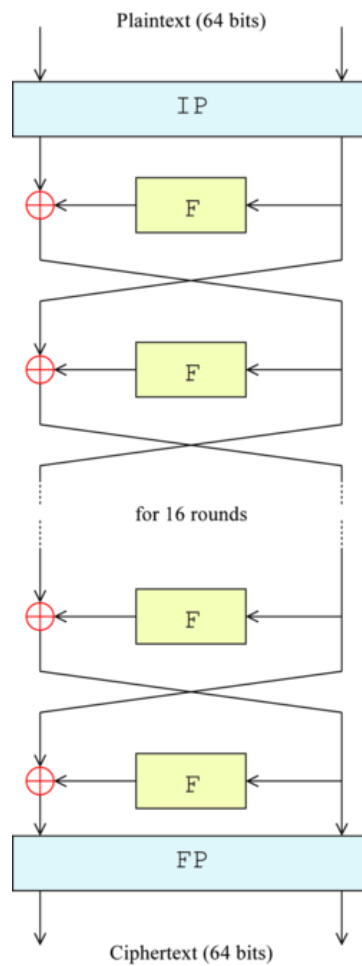 Plaintext (64 bits)
IP
F
F
for 16 rounds
F
F
FP
Ciphertext (64 bits)